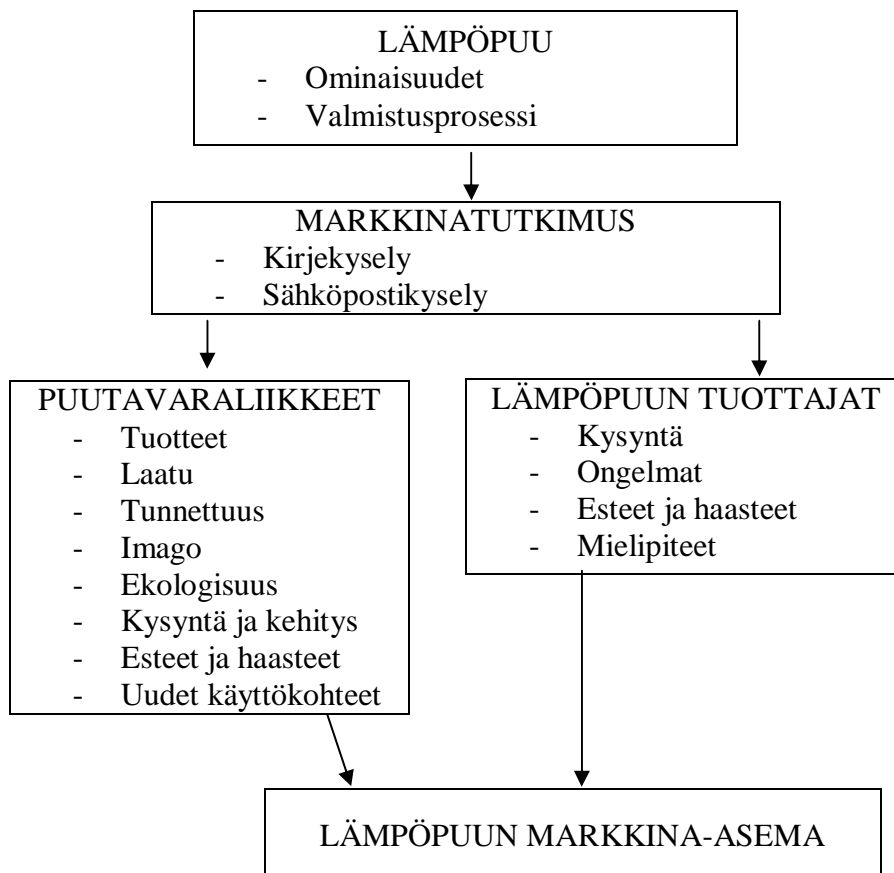 LÄMPÖPUU
- Ominaisuudet
- Valmistusprosessi
MARKKINATUTKIMUS
- Kirjekysely
- Sähköpostikysely
PUUTAVARALIIKKEET
- Tuotteet
- Laatu
- Tunnettuus
- Imago
- Ekologisuus
- Kysyntä ja kehitys
- Esteet ja haasteet
- Uudet käyttökohteet
LÄMPÖPUUN TUOTTAJAT
- Kysyntä
- Ongelmat
- Esteet ja haasteet
- Mielipiteet
LÄMPÖPUUN MARKKINA-ASEMA